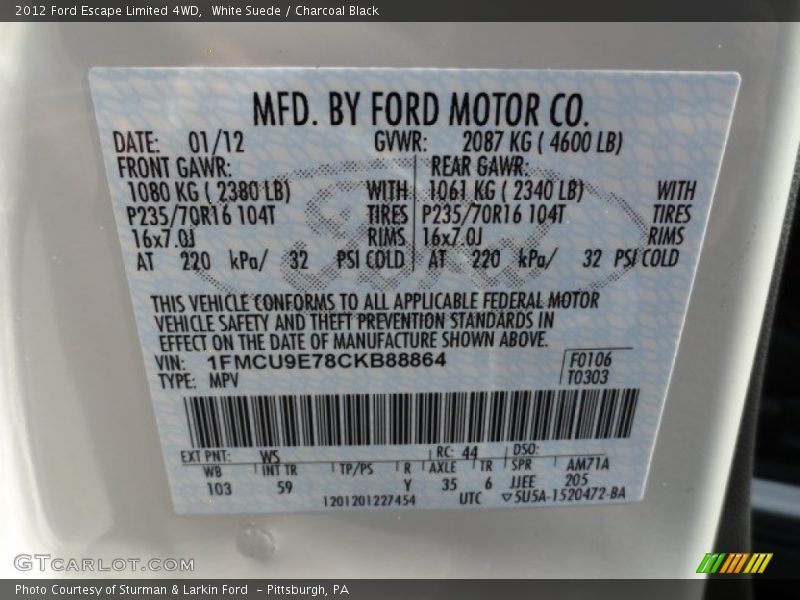 2012 Ford Escape Limited 4WD, White Suede / Charcoal Black
MFD. BY FORD MOTOR CO.
DATE: 01/12 GVWR: 2087 KG ( 4600 LB)
FRONT GAWR: REAR GAWR:
1080 KG ( 2380 LB) WITH 1061 KG ( 2340 LB) WITH
P235/70R16 104T TIRES P235/70R16 104T TIRES
16x7.0J RIMS 16x7.0J RIMS
AT 220 kPa/ 32 PSI COLD AT 220 kPa/ 32 PSI COLD
THIS VEHICLE CONFORMS TO ALL APPLICABLE FEDERAL MOTOR
VEHICLE SAFETY AND THEFT PREVENTION STANDARDS IN
EFFECT ON THE DATE OF MANUFACTURE SHOWN ABOVE.
VIN: 1FMCU9E78CKB88864 F0106
TYPE: MPV T0303
EXT PNT: WS RC: 44 DSO:
WB INT TR TP/PS R AXLE TR SPR AM71A
103 59 Y 35 6 JJEE 205
1201201227454 UTC ▽5U5A-1520472-BA
GTCARLOT.COM
Photo Courtesy of Sturman & Larkin Ford - Pittsburgh, PA